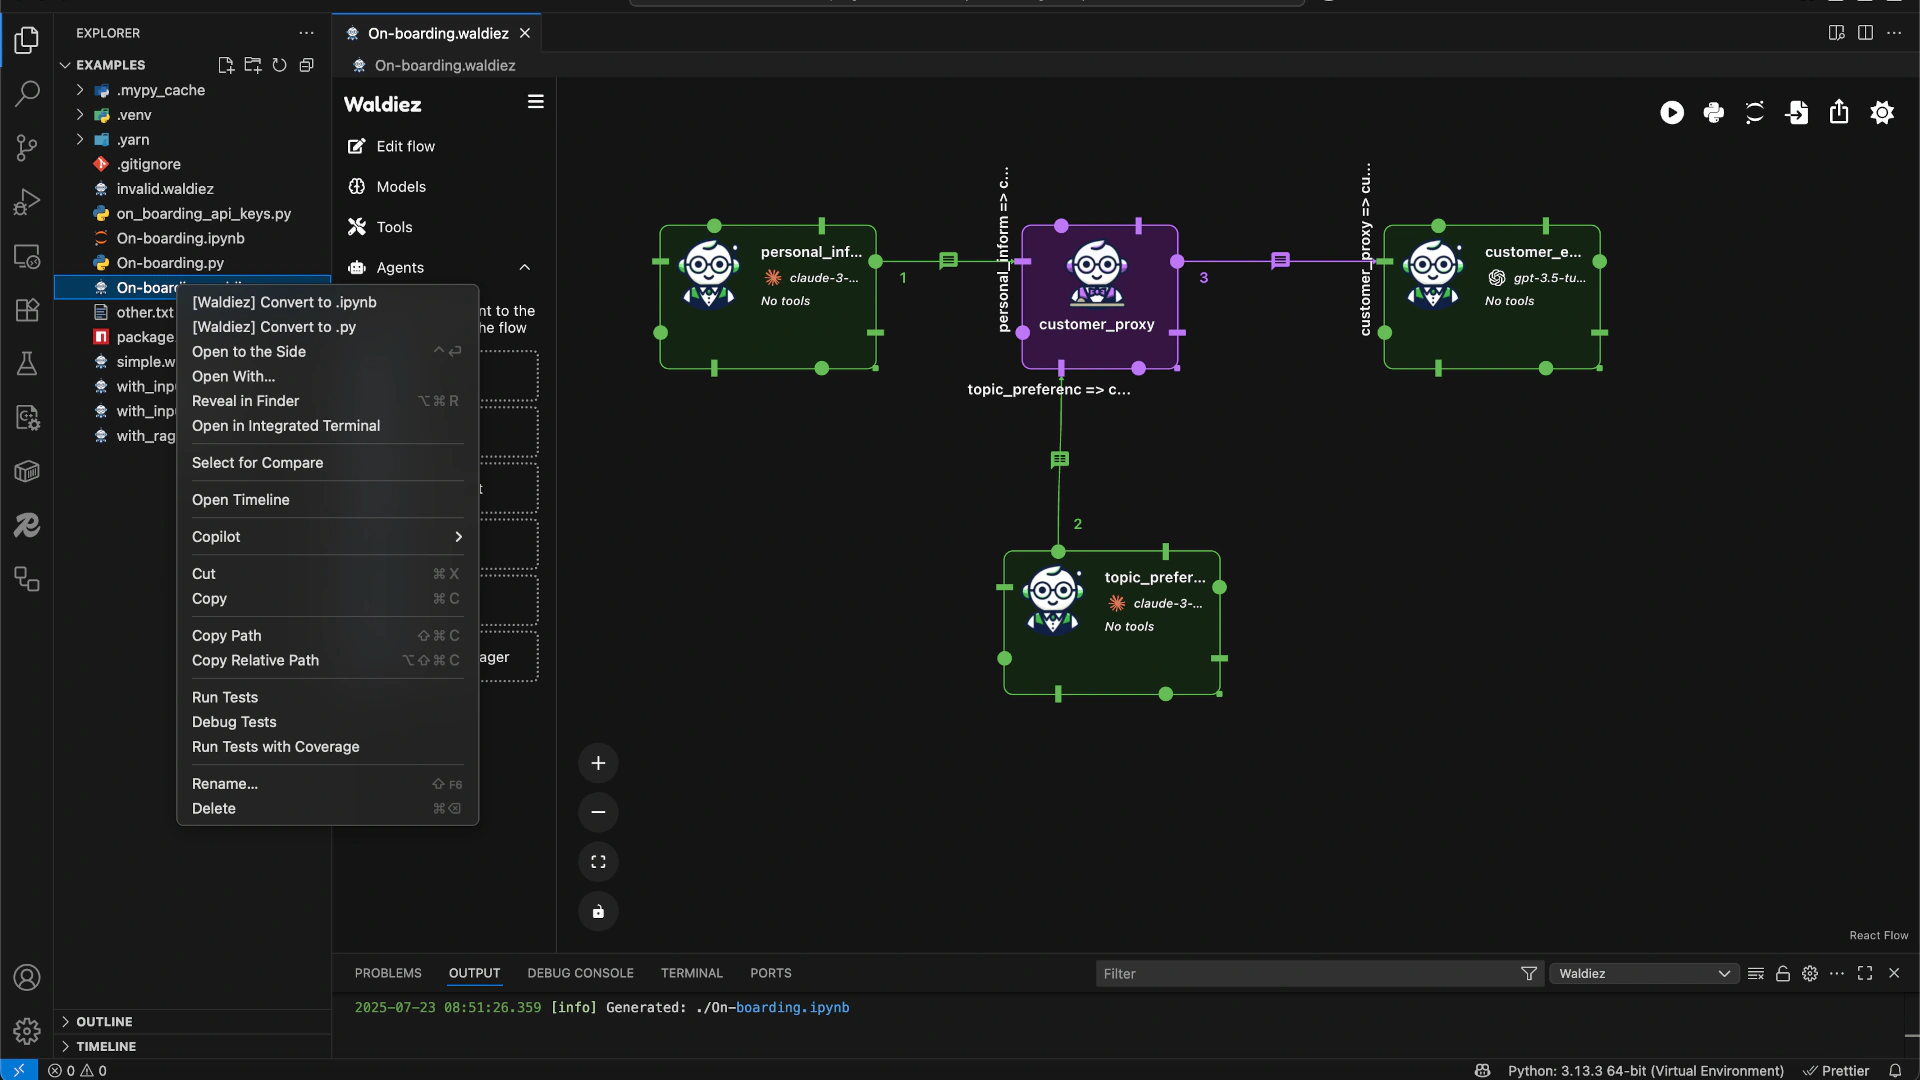 EXPLORER
EXAMPLES
.mypy_cache
.venv
.yarn
.gitignore
invalid.waldiez
on_boarding_api_keys.py
On-boarding.ipynb
On-boarding.py
other.txt
package.
simple.w
with_inpu
with_inpu
with_rag
OUTLINE
TIMELINE
[Waldiez] Convert to .ipynb
[Waldiez] Convert to .py
Open to the Side
Open With...
Reveal in Finder ⌥⌘R
Open in Integrated Terminal
Select for Compare
Open Timeline
Copilot
Cut ⌘X
Copy ⌘C
Copy Path ⇧⌘C
Copy Relative Path ⌥⇧⌘C
Run Tests
Debug Tests
Run Tests with Coverage
Rename... ⇧F6
Delete ⌘⌫
On-boarding.waldiez
On-boarding.waldiez
Waldiez
Edit flow
Models
Tools
Agents
nt to the
he flow
ager
personal_inf...
claude-3-...
No tools
1
personal_inform => c...
customer_proxy
3
customer_proxy => cu...
customer_e...
gpt-3.5-tu...
No tools
topic_preferenc => c...
2
topic_prefer...
claude-3-...
No tools
React Flow
PROBLEMS OUTPUT DEBUG CONSOLE TERMINAL PORTS
Filter
Waldiez
2025-07-23 08:51:26.359 [info] Generated: ./On-boarding.ipynb
0 0
Python: 3.13.3 64-bit (Virtual Environment) Prettier